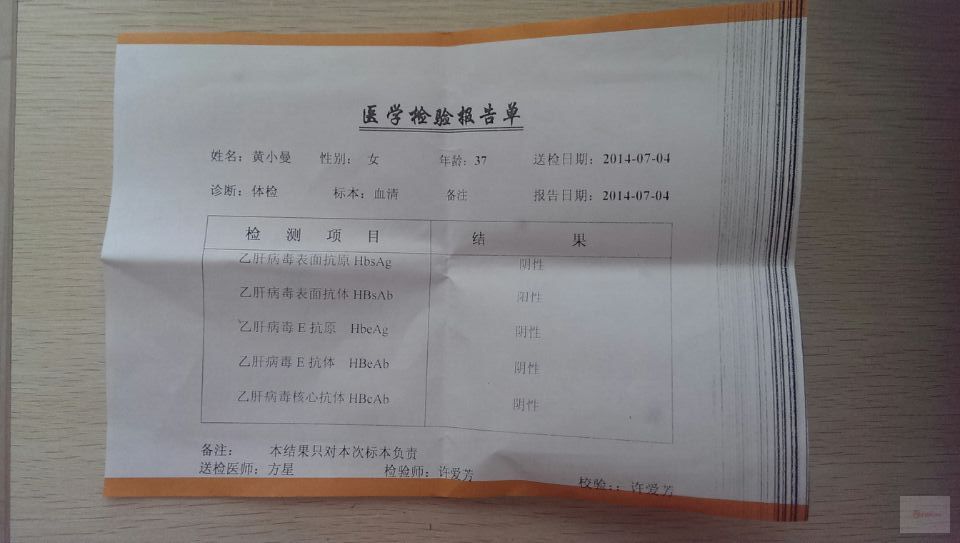 医学检验报告单
姓名：黄小曼 性别： 女 年龄：37 送检日期：2014-07-04
诊断：体检 标本：血清 备注 报告日期：2014-07-04
检 测 项 目 结 果
乙肝病毒表面抗原 HbsAg 阴性
乙肝病毒表面抗体 HBsAb 阳性
乙肝病毒 E 抗原 HbeAg 阴性
乙肝病毒 E 抗体 HBeAb 阴性
乙肝病毒核心抗体 HBcAb 阴性
备注： 本结果只对本次标本负责
送检医师：方星 检验师：许爱芳 校验：：许爱芳